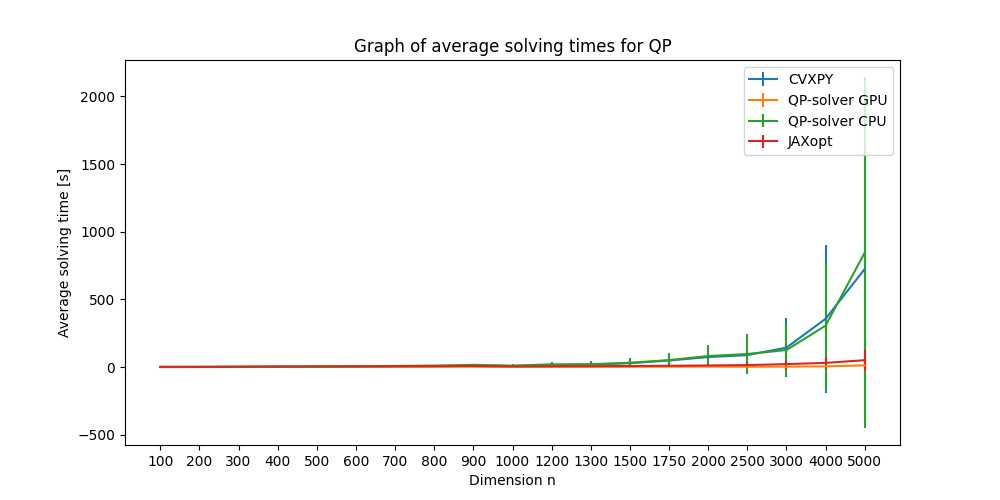 Graph of average solving times for QP
Average solving time [s]
2000
1500
1000
500
0
−500
CVXPY
QP-solver GPU
QP-solver CPU
JAXopt
100 200 300 400 500 600 700 800 900 1000 1200 1300 1500 1750 2000 2500 3000 4000 5000
Dimension n